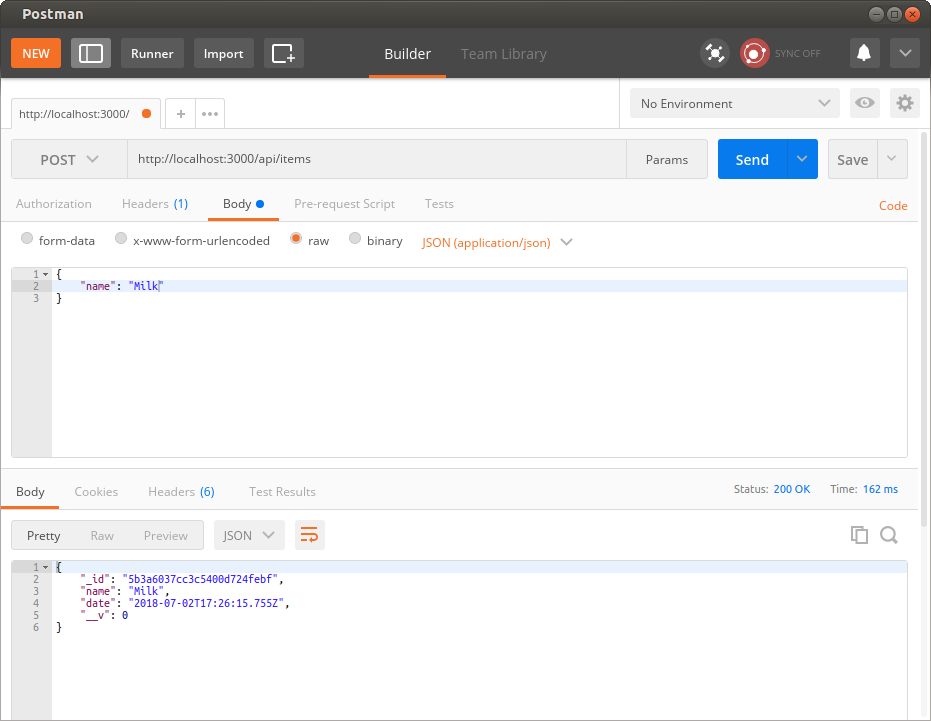 Postman
NEW Runner Import Builder Team Library SYNC OFF
http://localhost:3000/ + ••• No Environment
POST http://localhost:3000/api/items Params Send Save
Authorization Headers (1) Body Pre-request Script Tests Code
form-data x-www-form-urlencoded raw binary JSON (application/json)
1 {
2 "name": "Milk"
3 }
Body Cookies Headers (6) Test Results Status: 200 OK Time: 162 ms
Pretty Raw Preview JSON
1 {
2 "_id": "5b3a6037cc3c5400d724febf",
3 "name": "Milk",
4 "date": "2018-07-02T17:26:15.755Z",
5 "__v": 0
6 }